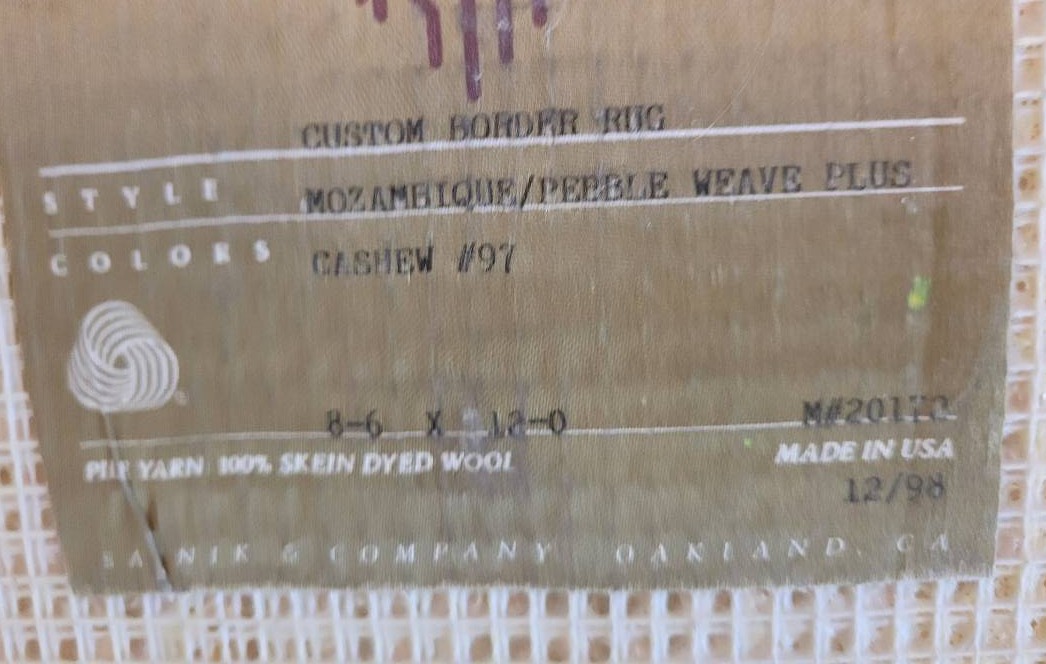 CUSTOM BORDER RUG
STYLE MOZAMBIQUE/PEBBLE WEAVE PLUS
COLORS CASHEW #97
8-6 X 12-0 M#20172
PILE YARN 100% SKEIN DYED WOOL MADE IN USA
12/98
& COMPANY OAKLAND, CA